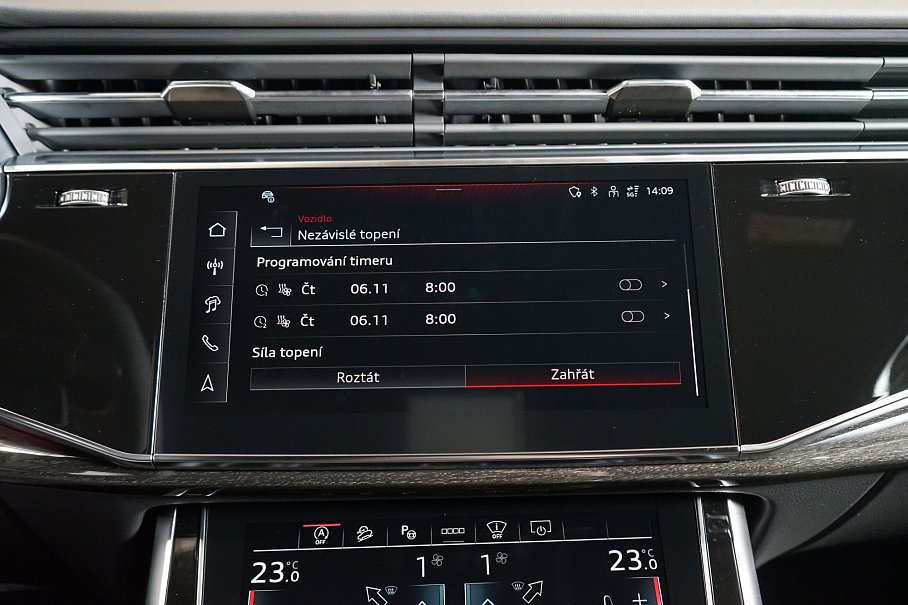 14:09
5G
Vozidlo
Nezávislé topení
Programování timeru
Čt 06.11 8:00
Čt 06.11 8:00
Síla topení
Roztát Zahřát
A OFF P OFF
23.0 °C 1 1 23.0 °C